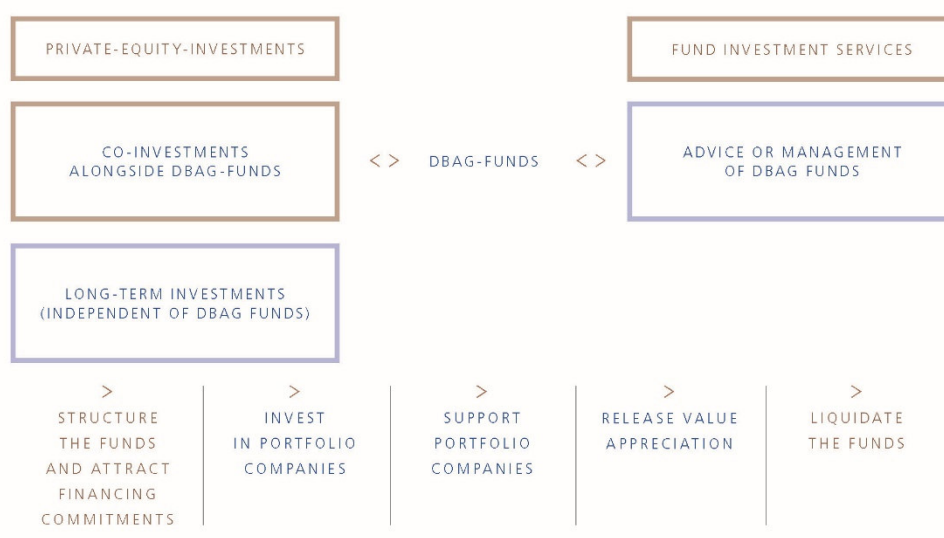 PRIVATE-EQUITY-INVESTMENTS
FUND INVESTMENT SERVICES
CO-INVESTMENTS
ALONGSIDE DBAG-FUNDS
< > DBAG-FUNDS < >
ADVICE OR MANAGEMENT
OF DBAG FUNDS
LONG-TERM INVESTMENTS
(INDEPENDENT OF DBAG FUNDS)
>
STRUCTURE
THE FUNDS
AND ATTRACT
FINANCING
COMMITMENTS
>
INVEST
IN PORTFOLIO
COMPANIES
>
SUPPORT
PORTFOLIO
COMPANIES
>
RELEASE VALUE
APPRECIATION
>
LIQUIDATE
THE FUNDS